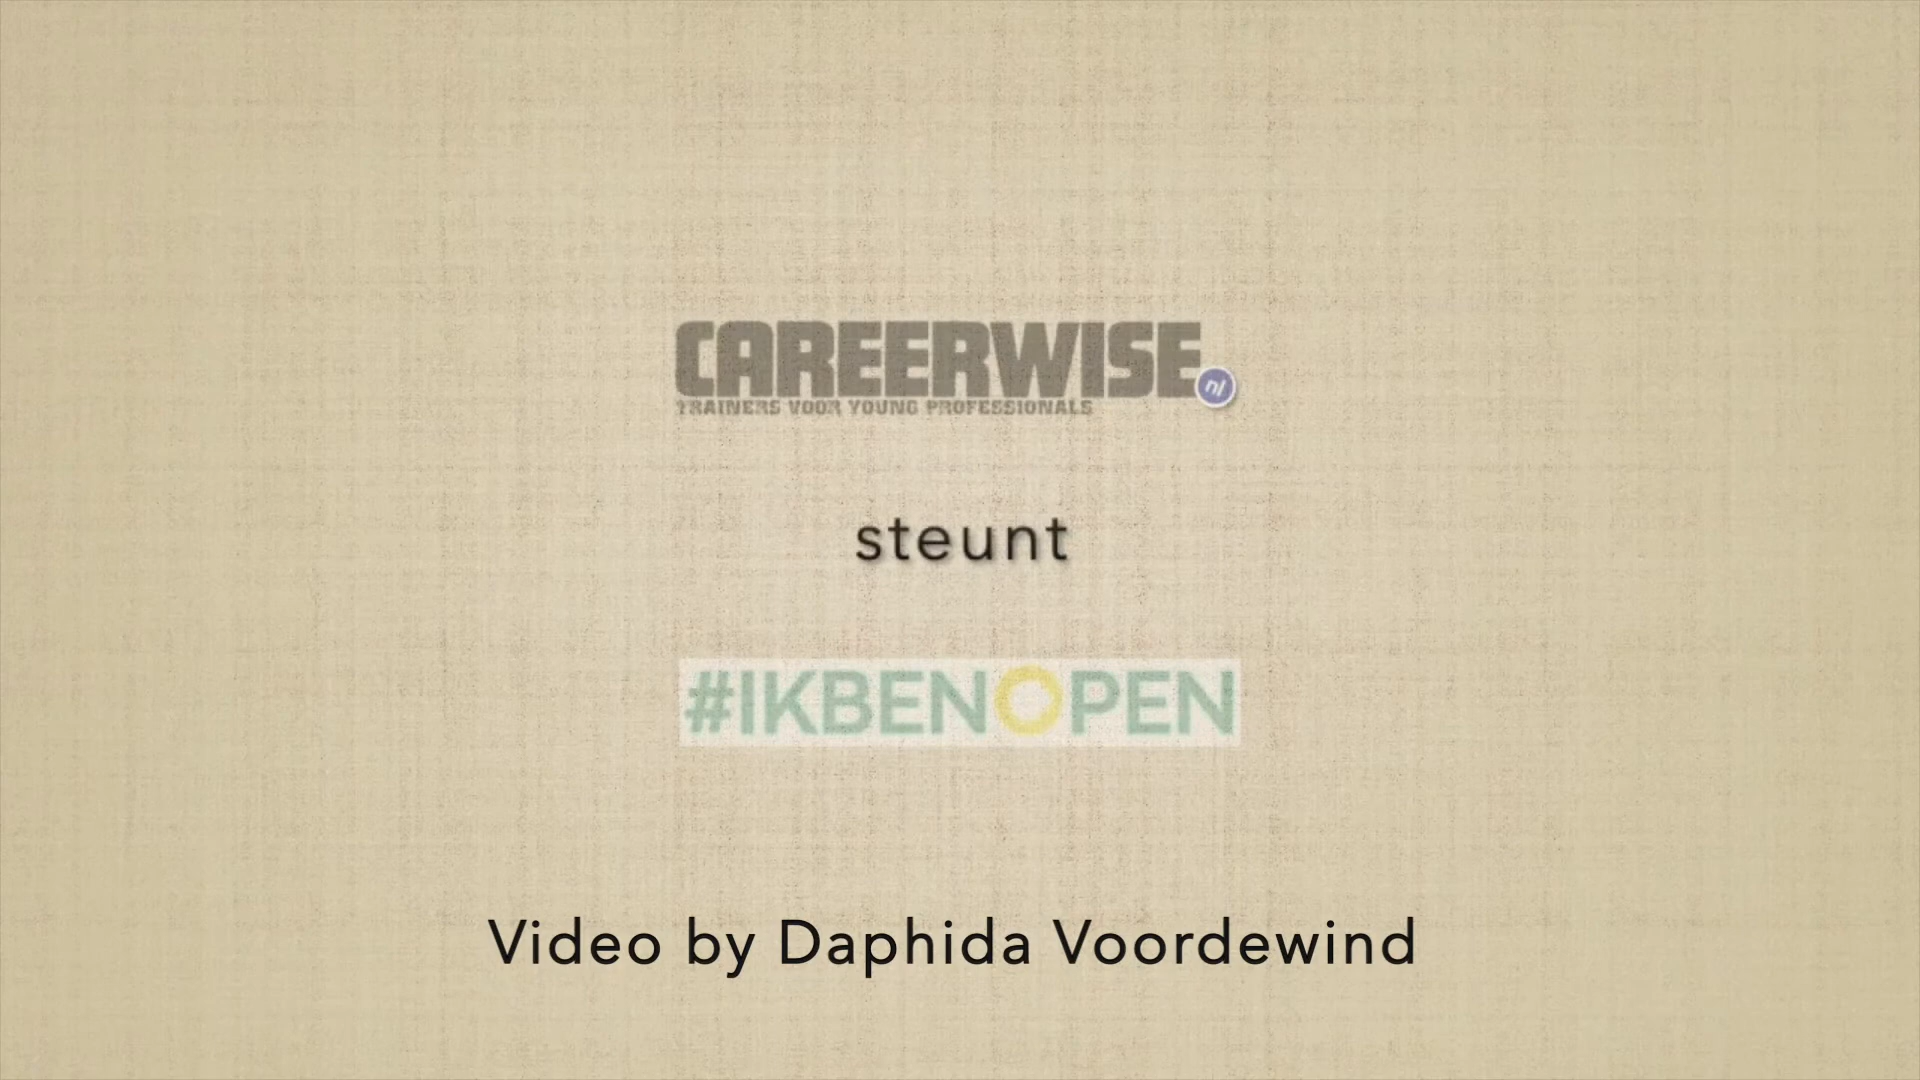 CAREERWISE nl
TRAINERS VOOR YOUNG PROFESSIONALS
steunt
#IKBENOPEN
Video by Daphida Voordewind